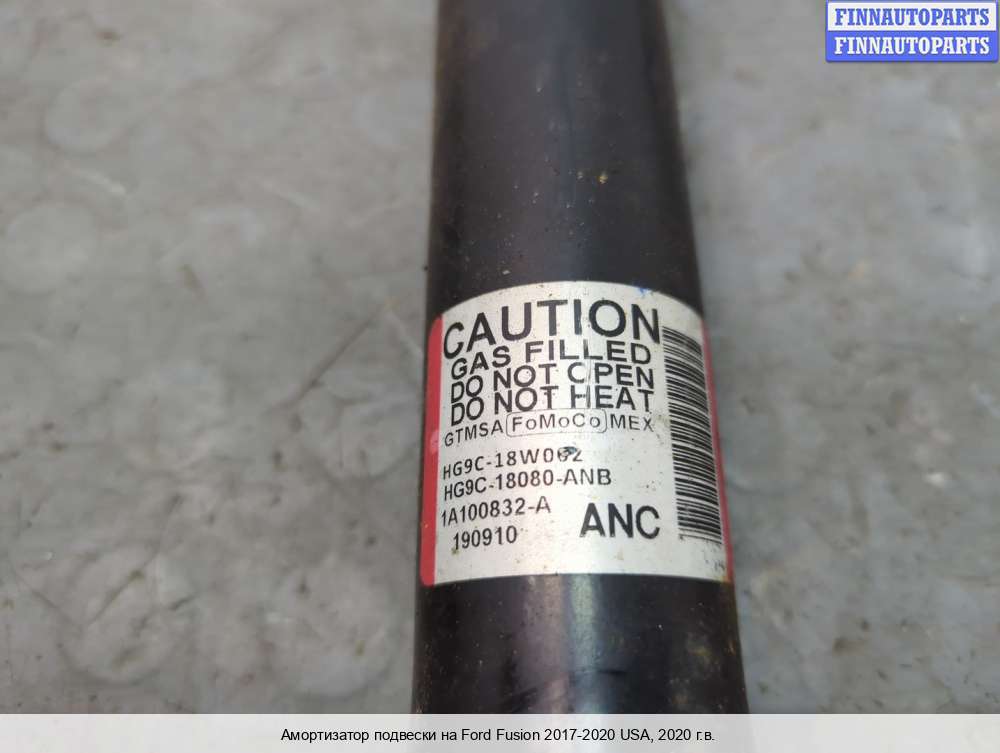 FINNAUTOPARTS
FINNAUTOPARTS
CAUTION
GAS FILLED
DO NOT OPEN
DO NOT HEAT
GTMSA FoMoCo MEX
HG9C-18W002
HG9C-18080-ANB
1A100832-A
190910 ANC
Амортизатор подвески на Ford Fusion 2017-2020 USA, 2020 г.в.